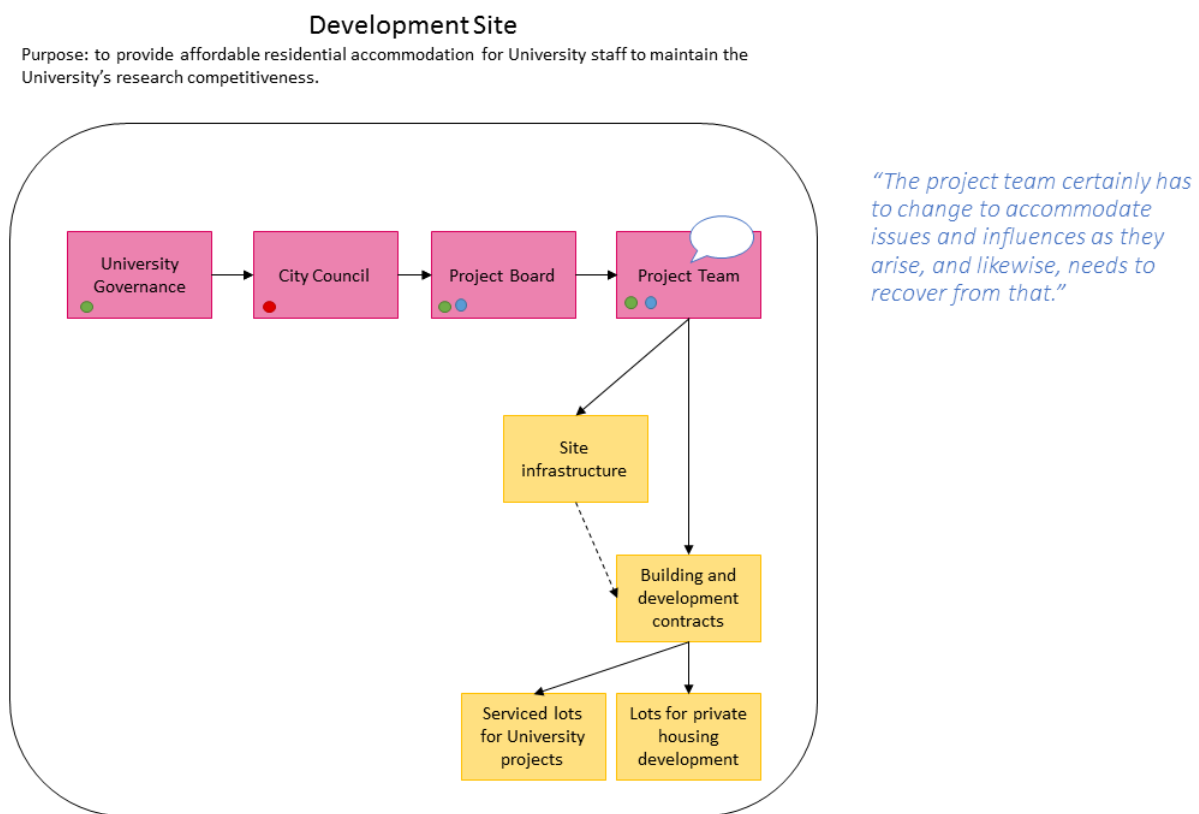 Development Site
Purpose: to provide affordable residential accommodation for University staff to maintain the
University’s research competitiveness.
“The project team certainly has
to change to accommodate
issues and influences as they
arise, and likewise, needs to
recover from that.”
University
Governance
City Council
Project Board
Project Team
Site
infrastructure
Building and
development
contracts
Serviced lots
for University
projects
Lots for private
housing
development